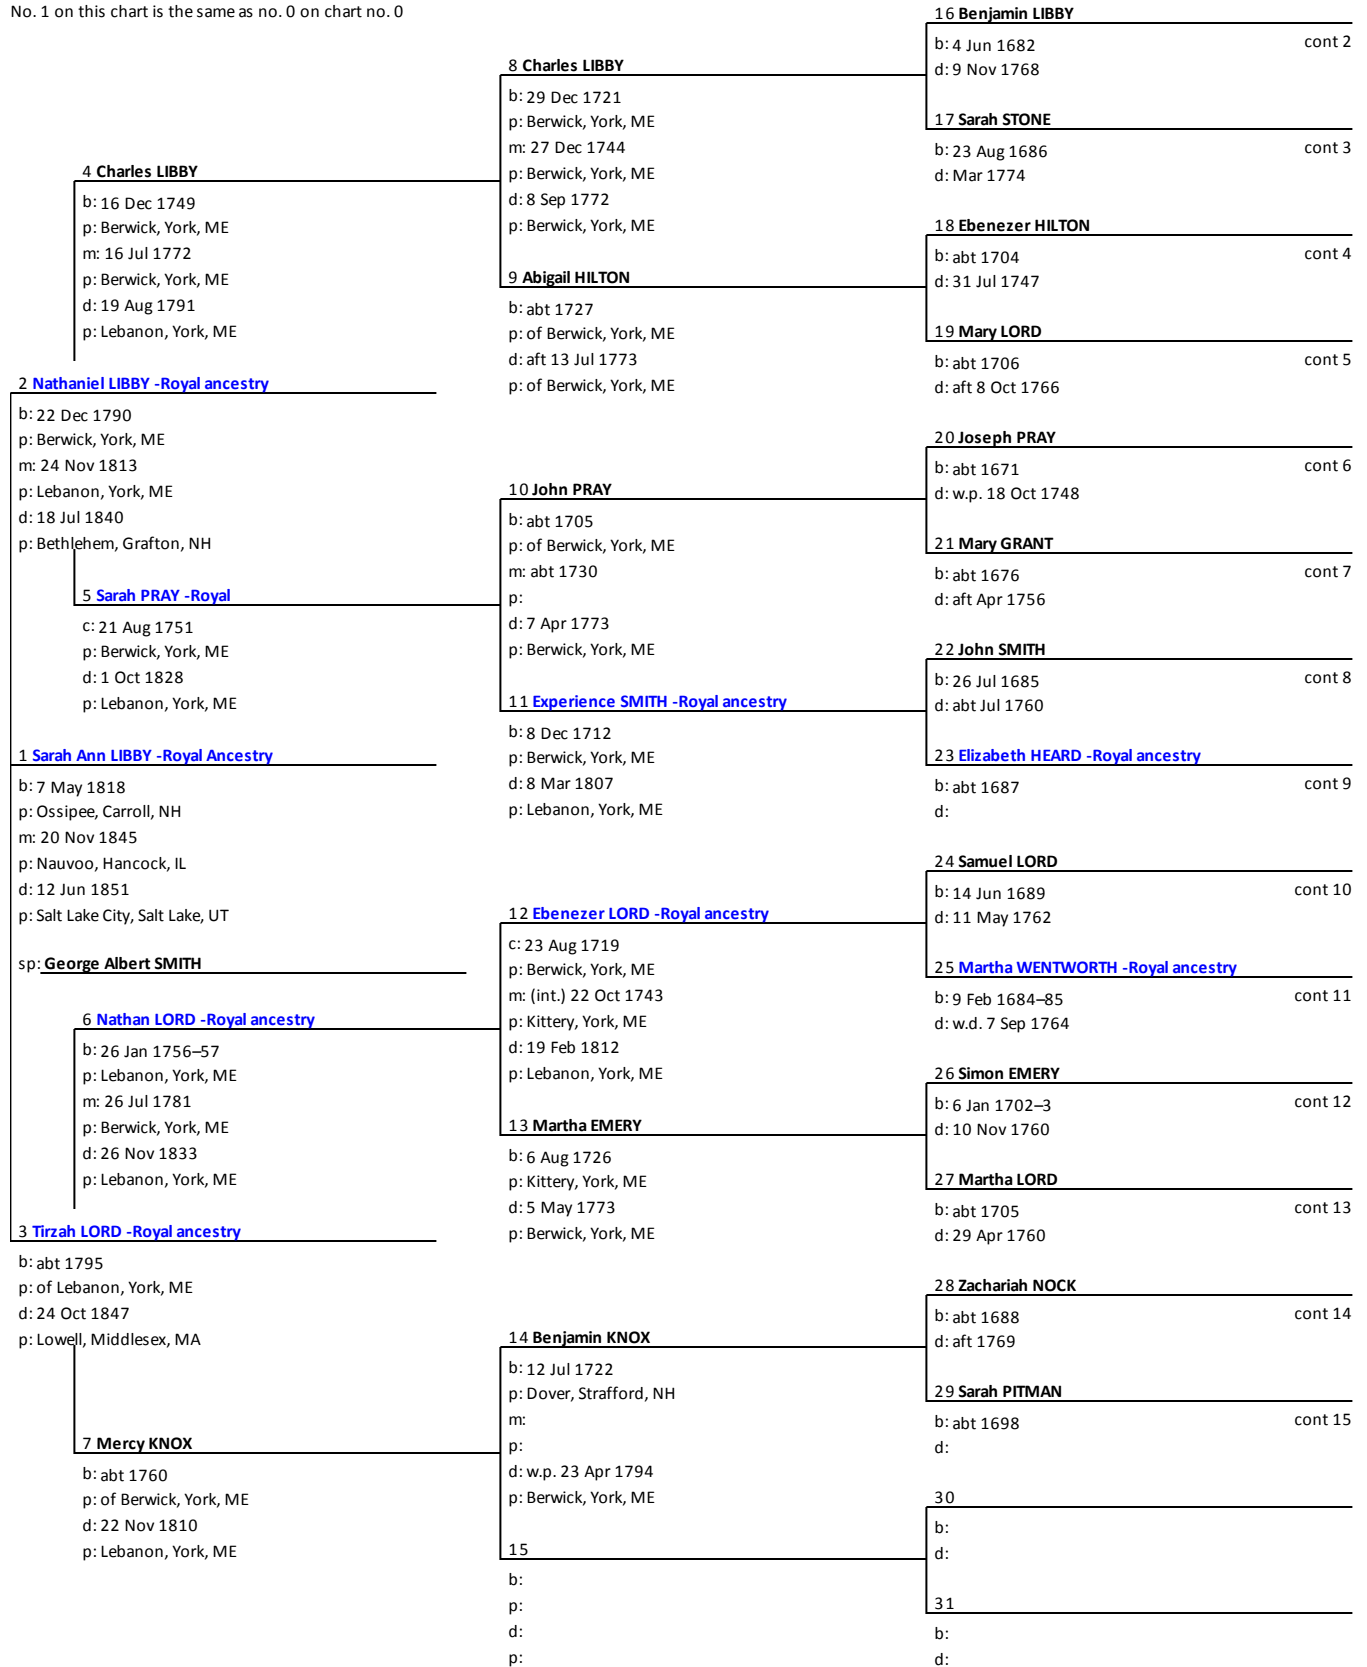 No. 1 on this chart is the same as no. 0 on chart no. 0
4 Charles LIBBY
b: 16 Dec 1749
p: Berwick, York, ME
m: 16 Jul 1772
p: Berwick, York, ME
d: 19 Aug 1791
p: Lebanon, York, ME
2 Nathaniel LIBBY -Royal ancestry
b: 22 Dec 1790
p: Berwick, York, ME
m: 24 Nov 1813
p: Lebanon, York, ME
d: 18 Jul 1840
p: Bethlehem, Grafton, NH
5 Sarah PRAY -Royal
c: 21 Aug 1751
p: Berwick, York, ME
d: 1 Oct 1828
p: Lebanon, York, ME
1 Sarah Ann LIBBY -Royal Ancestry
b: 7 May 1818
p: Ossipee, Carroll, NH
m: 20 Nov 1845
p: Nauvoo, Hancock, IL
d: 12 Jun 1851
p: Salt Lake City, Salt Lake, UT
sp: George Albert SMITH
6 Nathan LORD -Royal ancestry
b: 26 Jan 1756–57
p: Lebanon, York, ME
m: 26 Jul 1781
p: Berwick, York, ME
d: 26 Nov 1833
p: Lebanon, York, ME
3 Tirzah LORD -Royal ancestry
b: abt 1795
p: of Lebanon, York, ME
d: 24 Oct 1847
p: Lowell, Middlesex, MA
7 Mercy KNOX
b: abt 1760
p: of Berwick, York, ME
d: 22 Nov 1810
p: Lebanon, York, ME
8 Charles LIBBY
b: 29 Dec 1721
p: Berwick, York, ME
m: 27 Dec 1744
p: Berwick, York, ME
d: 8 Sep 1772
p: Berwick, York, ME
9 Abigail HILTON
b: abt 1727
p: of Berwick, York, ME
d: aft 13 Jul 1773
p: of Berwick, York, ME
10 John PRAY
b: abt 1705
p: of Berwick, York, ME
m: abt 1730
p:
d: 7 Apr 1773
p: Berwick, York, ME
11 Experience SMITH -Royal ancestry
b: 8 Dec 1712
p: Berwick, York, ME
d: 8 Mar 1807
p: Lebanon, York, ME
12 Ebenezer LORD -Royal ancestry
c: 23 Aug 1719
p: Berwick, York, ME
m: (int.) 22 Oct 1743
p: Kittery, York, ME
d: 19 Feb 1812
p: Lebanon, York, ME
13 Martha EMERY
b: 6 Aug 1726
p: Kittery, York, ME
d: 5 May 1773
p: Berwick, York, ME
14 Benjamin KNOX
b: 12 Jul 1722
p: Dover, Strafford, NH
m:
p:
d: w.p. 23 Apr 1794
p: Berwick, York, ME
15
b:
p:
d:
p:
16 Benjamin LIBBY
b: 4 Jun 1682 cont 2
d: 9 Nov 1768
17 Sarah STONE
b: 23 Aug 1686 cont 3
d: Mar 1774
18 Ebenezer HILTON
b: abt 1704 cont 4
d: 31 Jul 1747
19 Mary LORD
b: abt 1706 cont 5
d: aft 8 Oct 1766
20 Joseph PRAY
b: abt 1671 cont 6
d: w.p. 18 Oct 1748
21 Mary GRANT
b: abt 1676 cont 7
d: aft Apr 1756
22 John SMITH
b: 26 Jul 1685 cont 8
d: abt Jul 1760
23 Elizabeth HEARD -Royal ancestry
b: abt 1687 cont 9
d:
24 Samuel LORD
b: 14 Jun 1689 cont 10
d: 11 May 1762
25 Martha WENTWORTH -Royal ancestry
b: 9 Feb 1684–85 cont 11
d: w.d. 7 Sep 1764
26 Simon EMERY
b: 6 Jan 1702–3 cont 12
d: 10 Nov 1760
27 Martha LORD
b: abt 1705 cont 13
d: 29 Apr 1760
28 Zachariah NOCK
b: abt 1688 cont 14
d: aft 1769
29 Sarah PITMAN
b: abt 1698 cont 15
d:
30
b:
d:
31
b:
d: